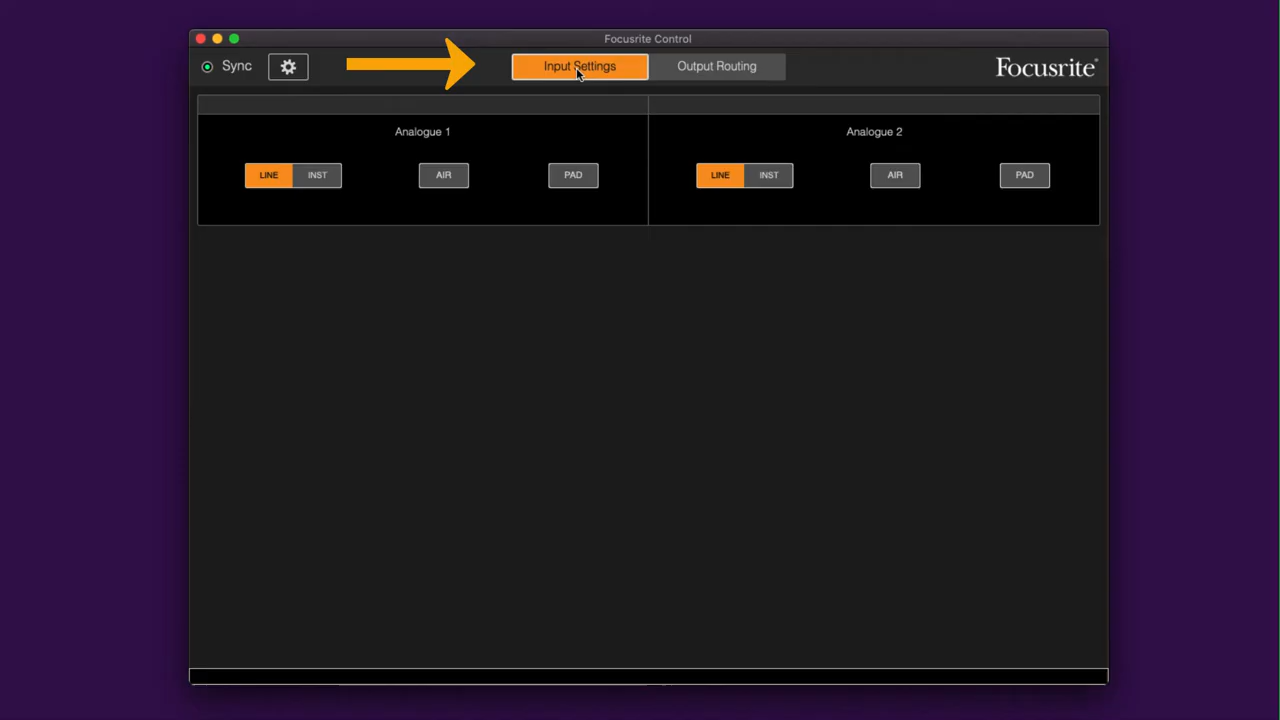 Focusrite Control
Sync
Input Settings
Output Routing
Focusrite
Analogue 1
Analogue 2
LINE INST AIR PAD
LINE INST AIR PAD